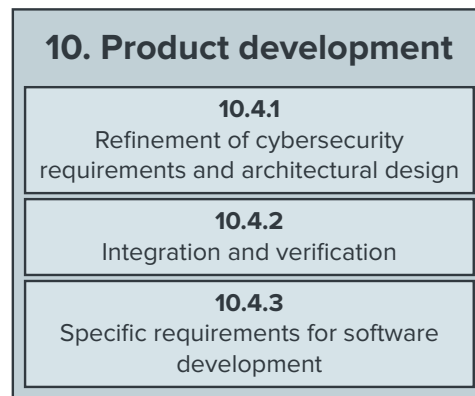 10. Product development
10.4.1
Refinement of cybersecurity
requirements and architectural design
10.4.2
Integration and verification
10.4.3
Specific requirements for software
development